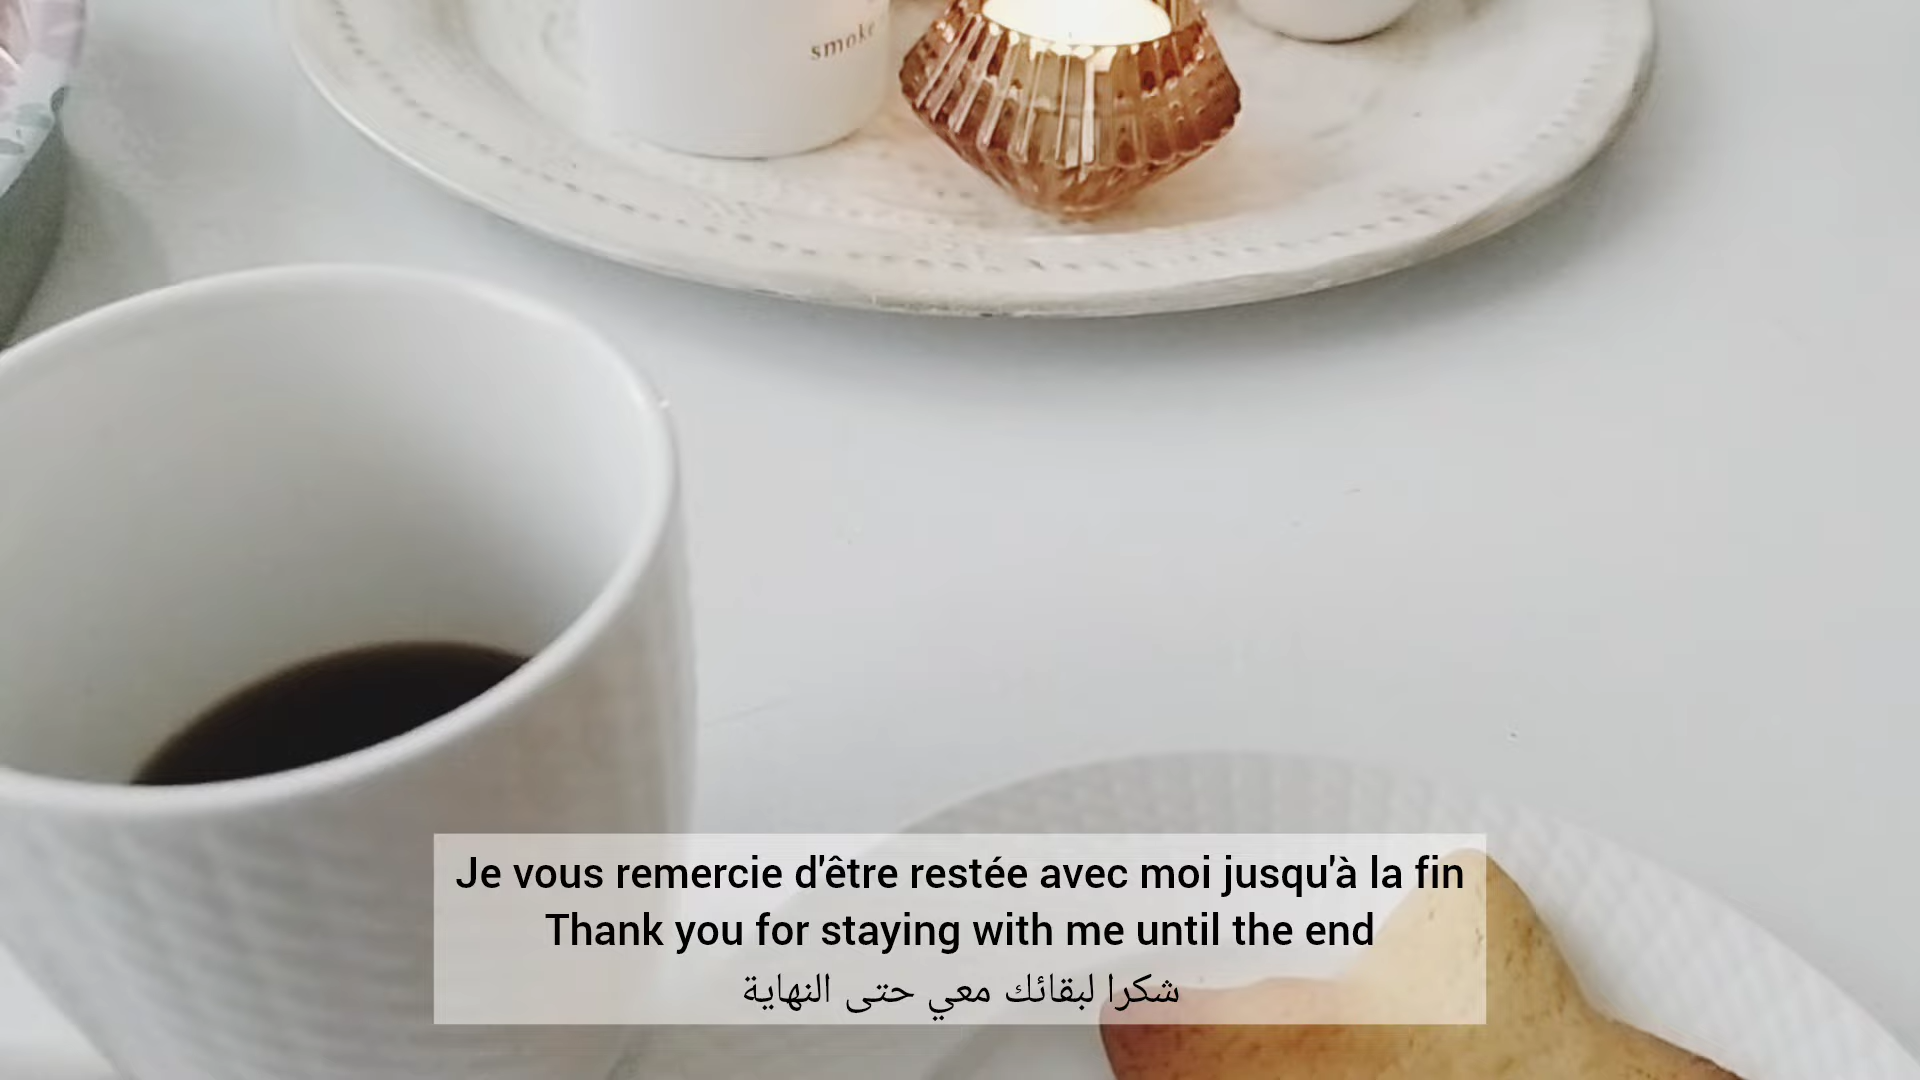 smoke
Je vous remercie d'être restée avec moi jusqu'à la fin
Thank you for staying with me until the end
شكرا لبقائك معي حتى النهاية